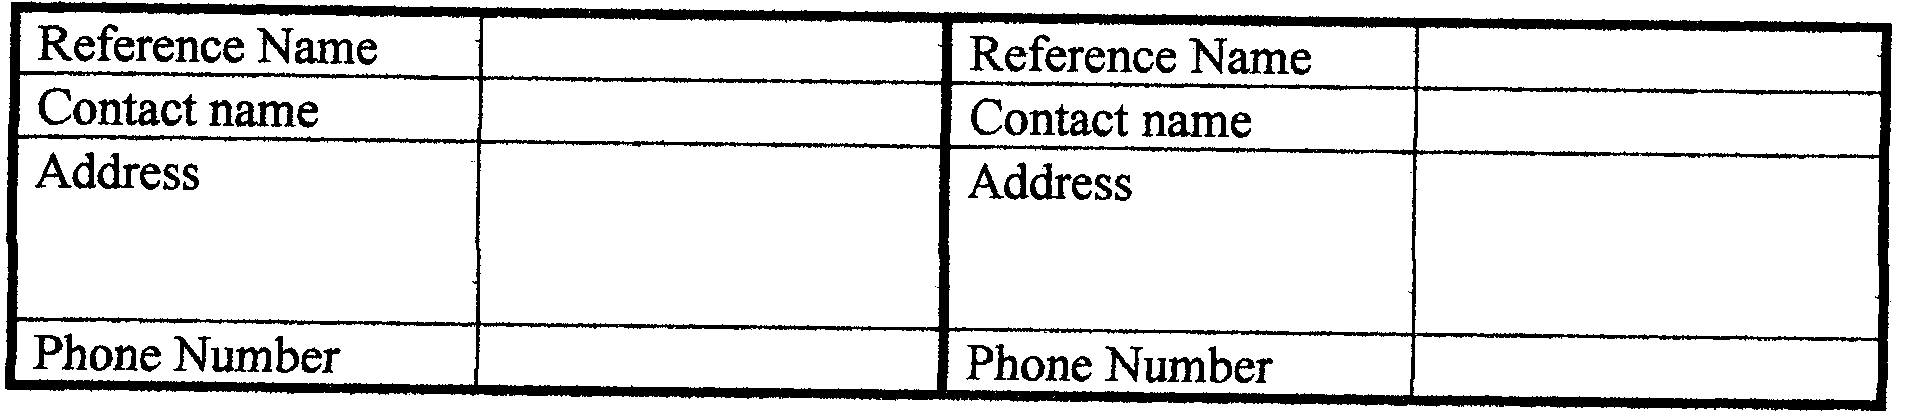 Reference Name Reference Name
Contact name Contact name
Address Address
Phone Number Phone Number